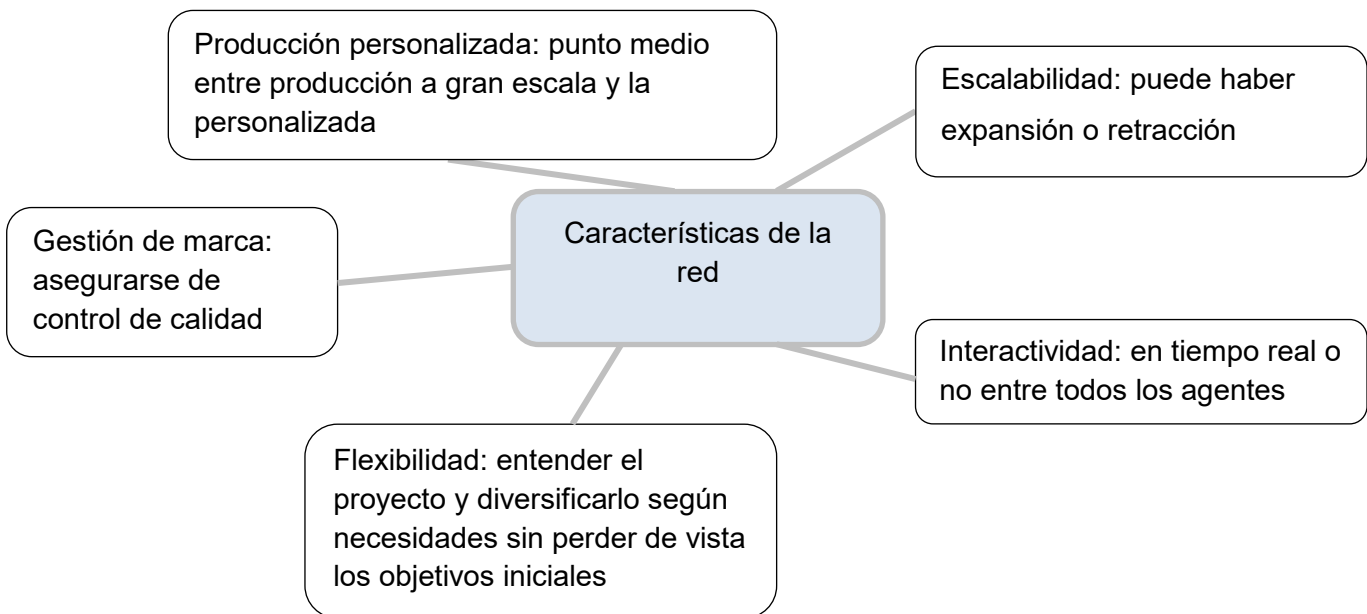 Producción personalizada: punto medio
entre producción a gran escala y la
personalizada
Escalabilidad: puede haber
expansión o retracción
Características de la
red
Gestión de marca:
asegurarse de
control de calidad
Interactividad: en tiempo real o
no entre todos los agentes
Flexibilidad: entender el
proyecto y diversificarlo según
necesidades sin perder de vista
los objetivos iniciales